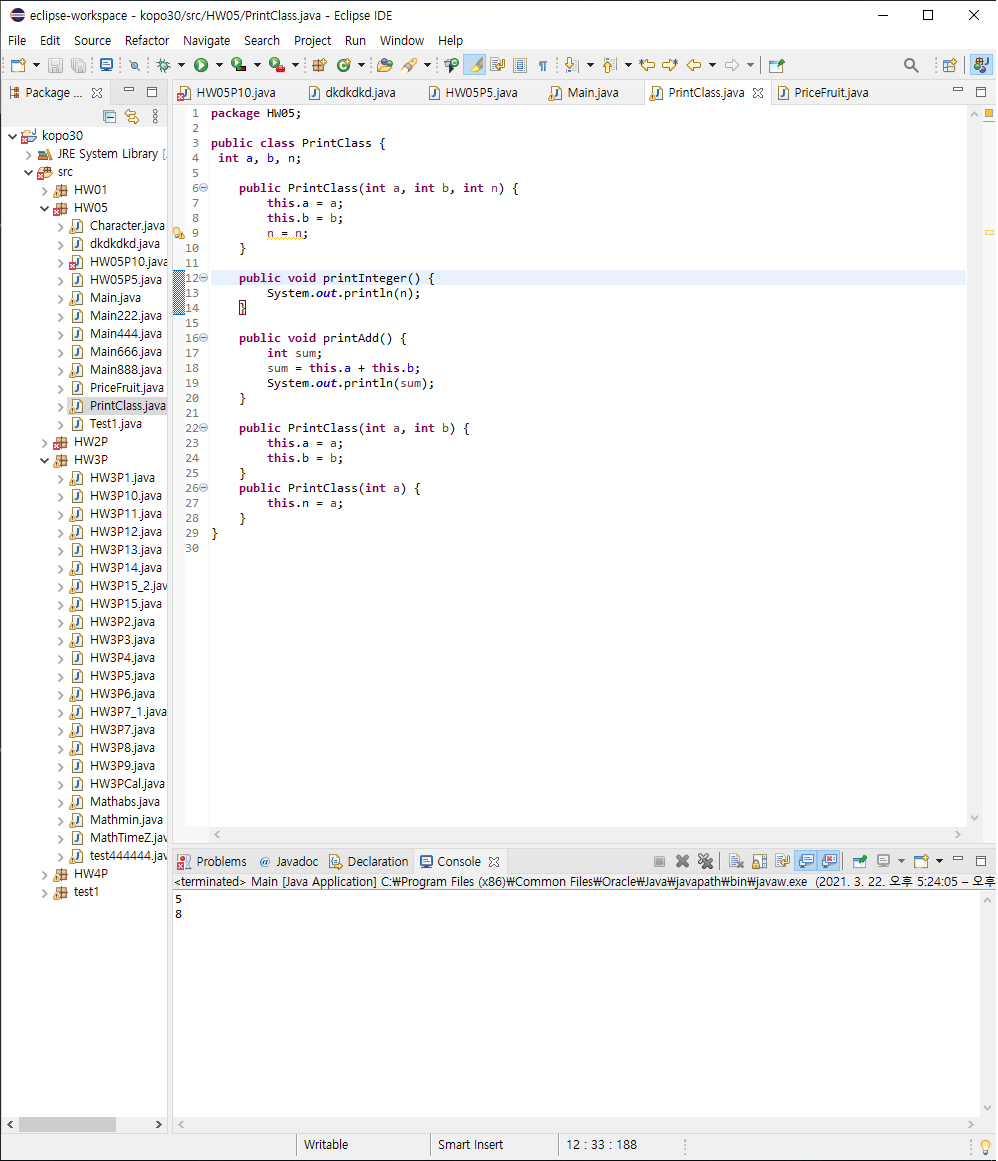 eclipse-workspace - kopo30/src/HW05/PrintClass.java - Eclipse IDE
File Edit Source Refactor Navigate Search Project Run Window Help
Package ...
HW05P10.java dkdkdkd.java HW05P5.java Main.java PrintClass.java PriceFruit.java
kopo30
JRE System Library [
src
HW01
HW05
Character.java
dkdkdkd.java
HW05P10.java
HW05P5.java
Main.java
Main222.java
Main444.java
Main666.java
Main888.java
PriceFruit.java
PrintClass.java
Test1.java
HW2P
HW3P
HW3P1.java
HW3P10.java
HW3P11.java
HW3P12.java
HW3P13.java
HW3P14.java
HW3P15_2.jav
HW3P15.java
HW3P2.java
HW3P3.java
HW3P4.java
HW3P5.java
HW3P6.java
HW3P7_1.java
HW3P7.java
HW3P8.java
HW3P9.java
HW3PCal.java
Mathabs.java
Mathmin.java
MathTimeZ.jav
test444444.jav
HW4P
test1
1 package HW05;
2
3 public class PrintClass {
4  int a, b, n;
5
6     public PrintClass(int a, int b, int n) {
7         this.a = a;
8         this.b = b;
9         n = n;
10     }
11
12     public void printInteger() {
13         System.out.println(n);
14     }
15
16     public void printAdd() {
17         int sum;
18         sum = this.a + this.b;
19         System.out.println(sum);
20     }
21
22     public PrintClass(int a, int b) {
23         this.a = a;
24         this.b = b;
25     }
26     public PrintClass(int a) {
27         this.n = a;
28     }
29 }
30
Problems @ Javadoc Declaration Console
<terminated> Main [Java Application] C:₩Program Files (x86)₩Common Files₩Oracle₩Java₩javapath₩bin₩javaw.exe (2021. 3. 22. 오후 5:24:05 – 오후
5
8
Writable Smart Insert 12 : 33 : 188